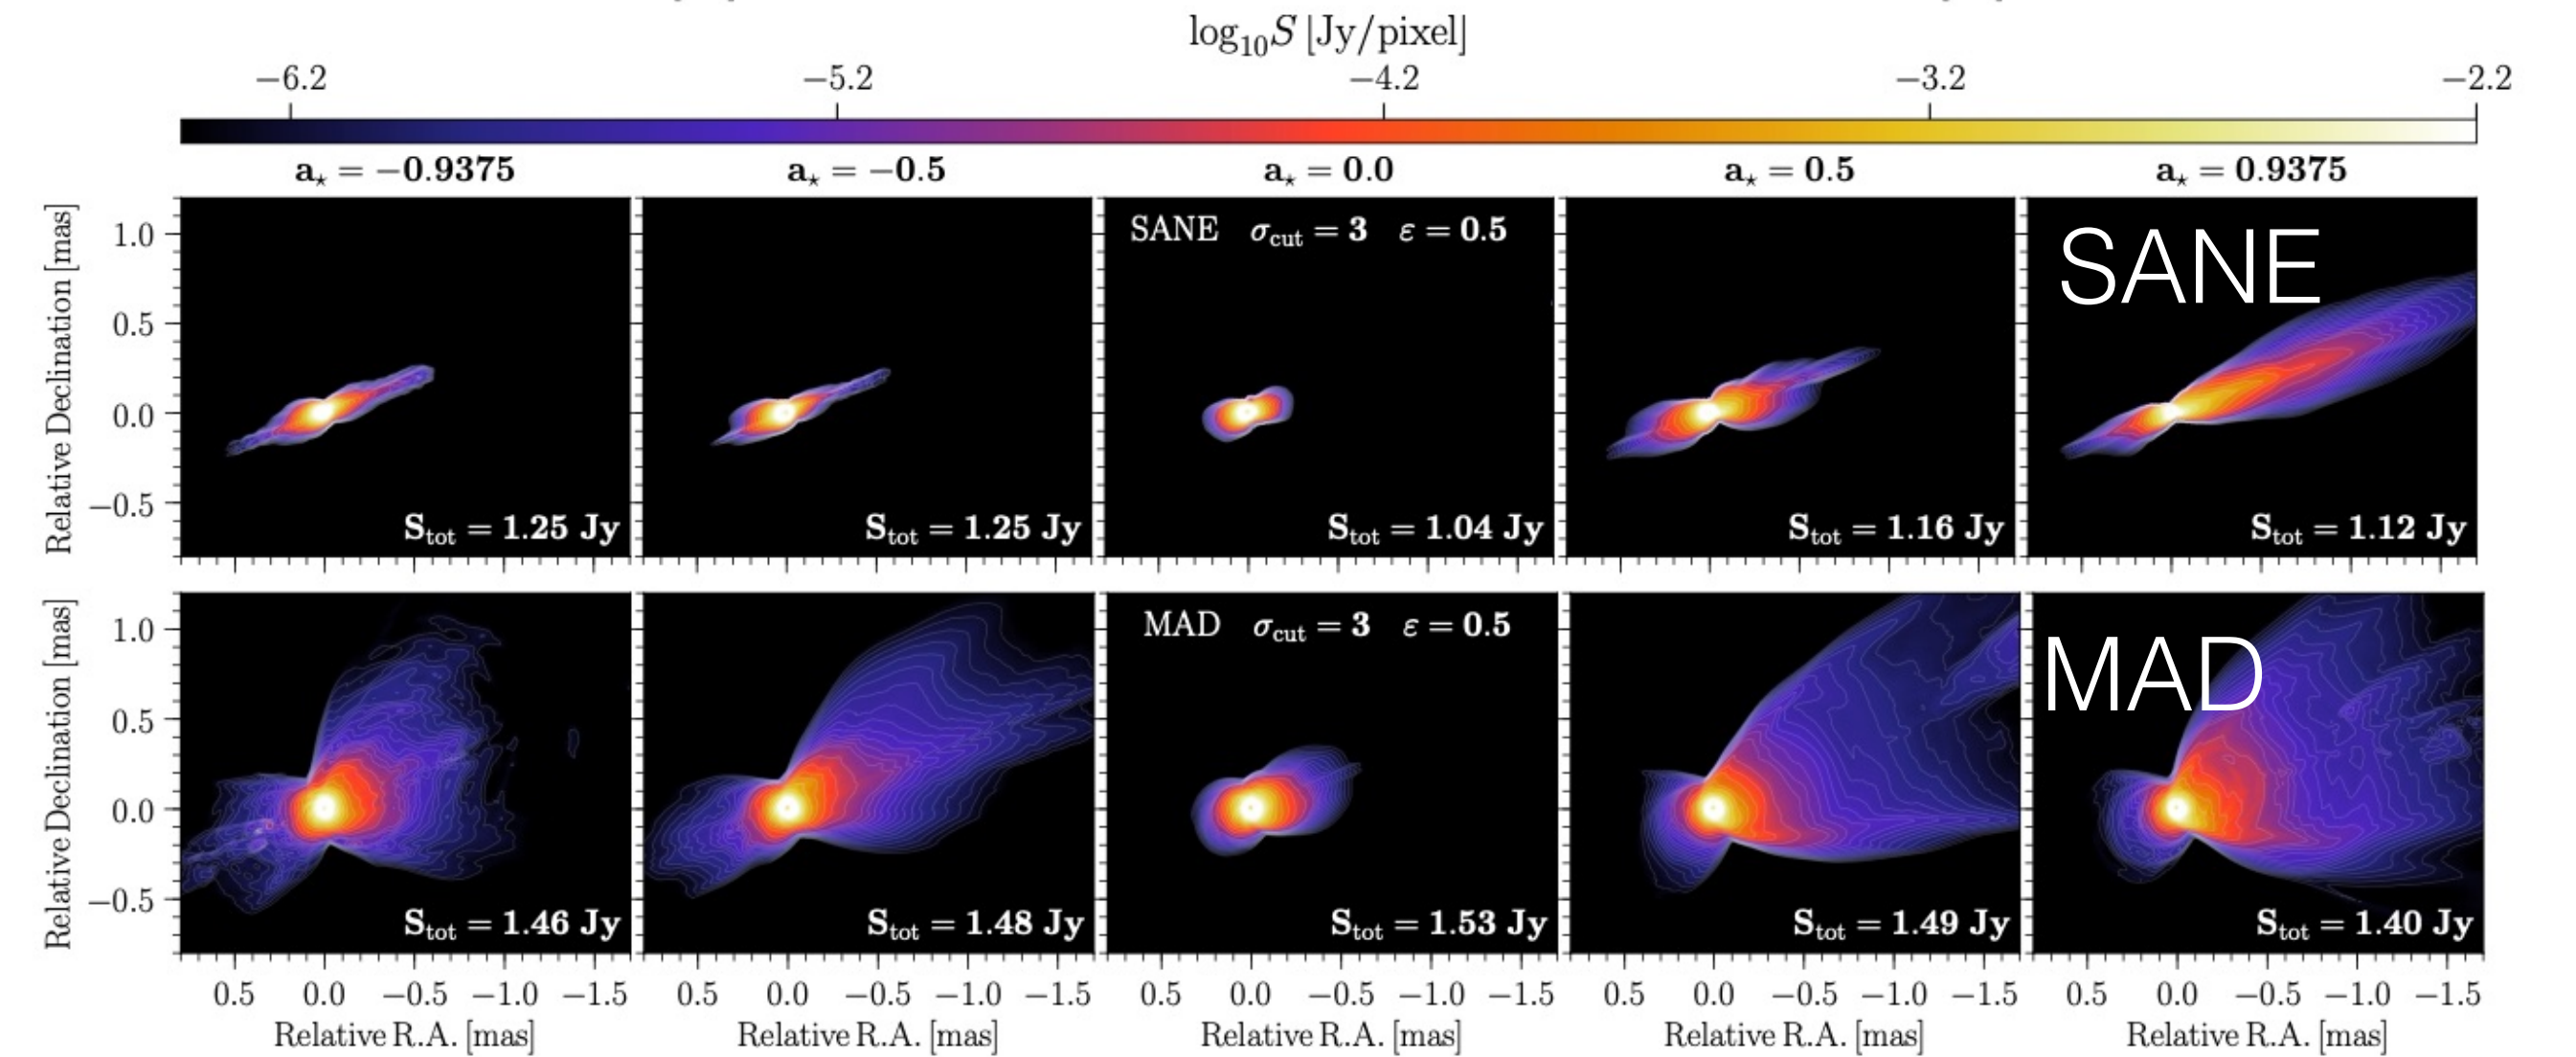 log₁₀S [Jy/pixel]
−6.2 −5.2 −4.2 −3.2 −2.2
a⋆ = −0.9375 a⋆ = −0.5 a⋆ = 0.0 a⋆ = 0.5 a⋆ = 0.9375
Relative Declination [mas]
1.0
0.5
0.0
−0.5
SANE σcut = 3 ε = 0.5
SANE
Stot = 1.25 Jy Stot = 1.25 Jy Stot = 1.04 Jy Stot = 1.16 Jy Stot = 1.12 Jy
Relative Declination [mas]
1.0
0.5
0.0
−0.5
MAD σcut = 3 ε = 0.5
MAD
Stot = 1.46 Jy Stot = 1.48 Jy Stot = 1.53 Jy Stot = 1.49 Jy Stot = 1.40 Jy
0.5 0.0 −0.5 −1.0 −1.5 0.5 0.0 −0.5 −1.0 −1.5 0.5 0.0 −0.5 −1.0 −1.5 0.5 0.0 −0.5 −1.0 −1.5 0.5 0.0 −0.5 −1.0 −1.5
Relative R.A. [mas] Relative R.A. [mas] Relative R.A. [mas] Relative R.A. [mas] Relative R.A. [mas]